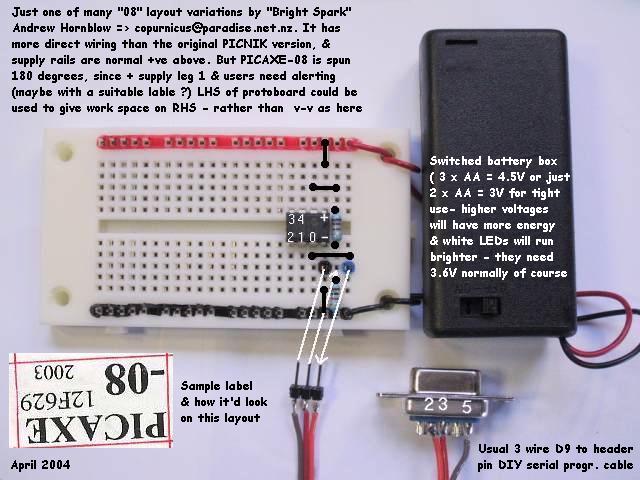 Just one of many "08" layout variations by "Bright Spark"
Andrew Hornblow => copurnicus@paradise.net.nz. It has
more direct wiring than the original PICNIK version, &
supply rails are normal +ve above. But PICAXE-08 is spun
180 degrees, since + supply leg 1 & users need alerting
(maybe with a suitable lable ?) LHS of protoboard could be
used to give work space on RHS - rather than v-v as here
Switched battery box
( 3 x AA = 4.5V or just
2 x AA = 3V for tight
use- higher voltages
will have more energy
& white LEDs will run
brighter - they need
3.6V normally of course
34 +
210-
PICAXE
12F629
-08
2003
Sample label
& how it'd look
on this layout
23 5
Usual 3 wire D9 to header
pin DIY serial progr. cable
April 2004